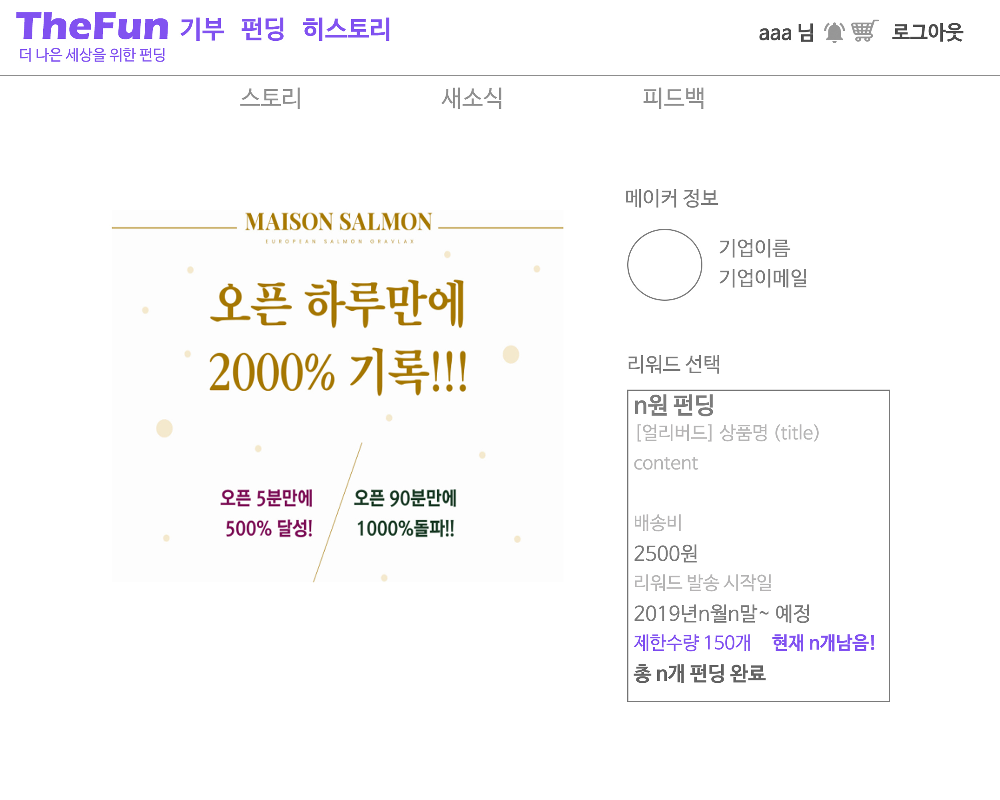 TheFun 기부 펀딩 히스토리 aaa 님 로그아웃
더 나은 세상을 위한 펀딩
스토리 새소식 피드백
MAISON SALMON
EUROPEAN SALMON GRAVLAX
오픈 하루만에
2000% 기록!!!
오픈 5분만에
500% 달성!
오픈 90분만에
1000%돌파!!
메이커 정보
기업이름
기업이메일
리워드 선택
n원 펀딩
[얼리버드] 상품명 (title)
content
배송비
2500원
리워드 발송 시작일
2019년n월n말~ 예정
제한수량 150개 현재 n개남음!
총 n개 펀딩 완료